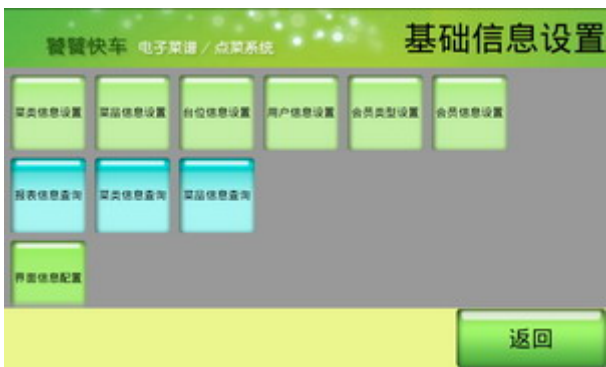 饕餮快车 电子菜谱/点菜系统 基础信息设置
菜类信息设置 菜品信息设置 台位信息设置 用户信息设置 会员类型设置 会员信息设置
报表信息查询 菜类信息查询 菜品信息查询
界面信息配置
返回